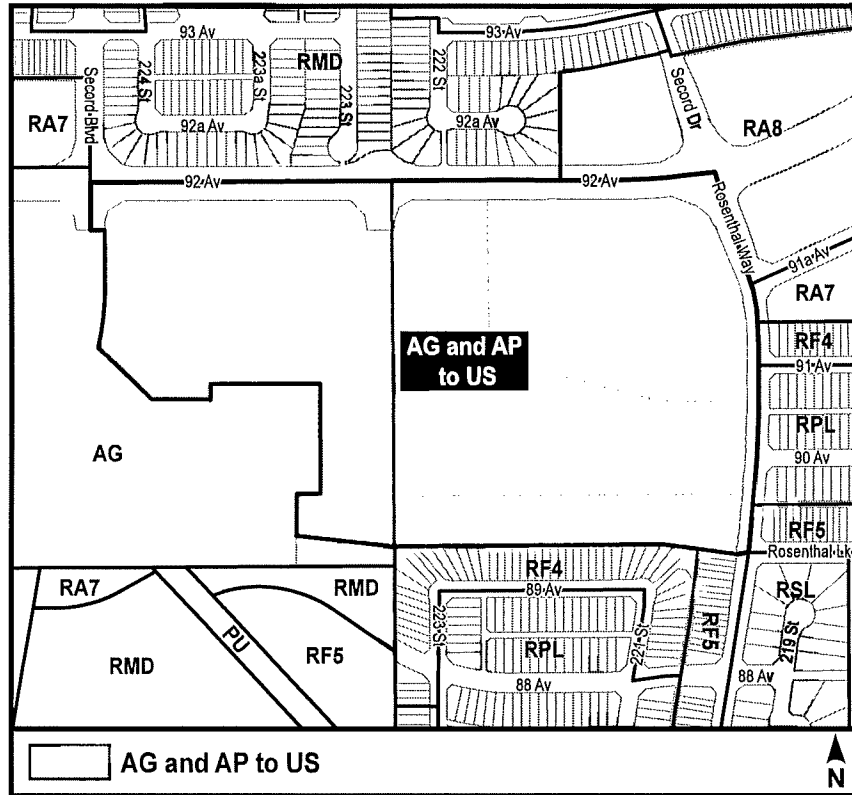 93 Av
93 Av
RMD
224 St
223a St
223 St
222 St
Second Blvd
Secord Dr
RA7
92a Av
92a Av
RA8
92 Av
92 Av
Rosenthal Way
91a Av
RA7
AG and AP
to US
RF4
91 Av
RPL
90 Av
AG
RF5
Rosenthal Lk
RA7
RMD
RF4
RSL
89 Av
223 St
221 St
219 St
PU
RMD
RF5
RPL
RF5
88 Av
88 Av
AG and AP to US
N